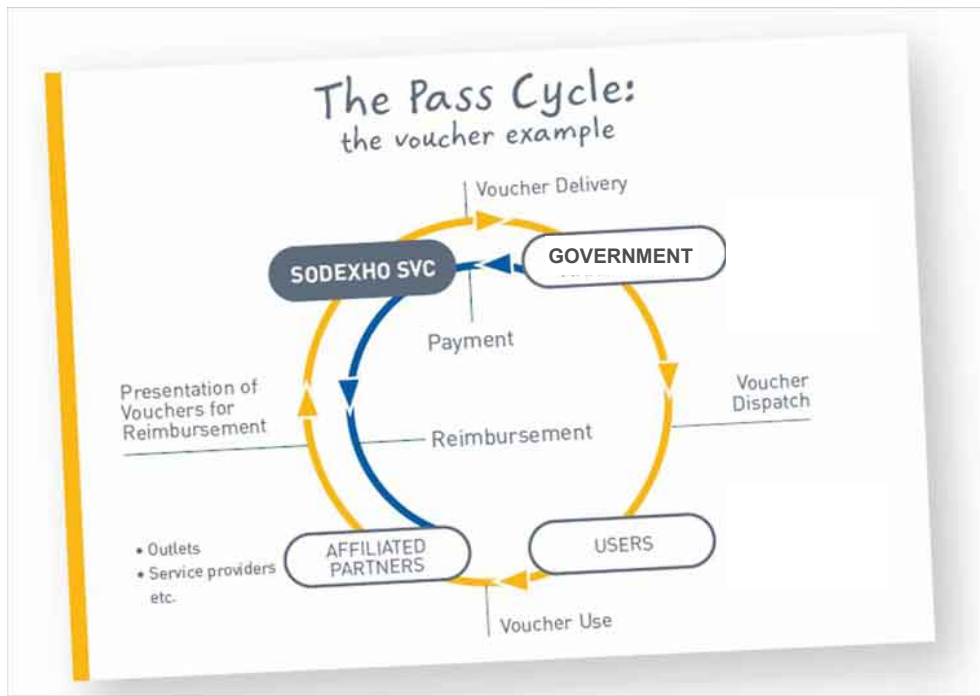 The Pass Cycle:
the voucher example
Voucher Delivery
SODEXHO SVC
GOVERNMENT
Payment
Presentation of
Vouchers for
Reimbursement
Voucher
Dispatch
Reimbursement
• Outlets
• Service providers
etc.
AFFILIATED
PARTNERS
USERS
Voucher Use